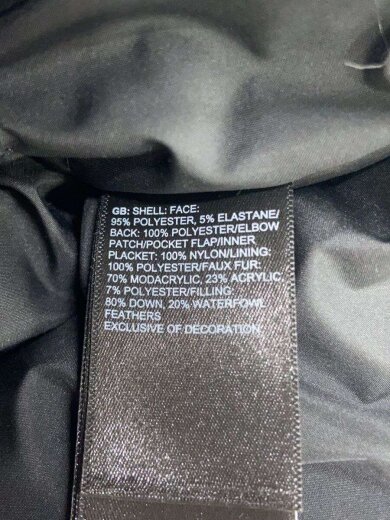 GB: SHELL: FACE:
95% POLYESTER, 5% ELASTANE/
BACK: 100% POLYESTER/ELBOW
PATCH/POCKET FLAP/INNER
PLACKET: 100% NYLON/LINING:
100% POLYESTER/FAUX FUR:
70% MODACRYLIC, 23% ACRYLIC,
7% POLYESTER/FILLING:
80% DOWN, 20% WATERFOWL
FEATHERS
EXCLUSIVE OF DECORATION